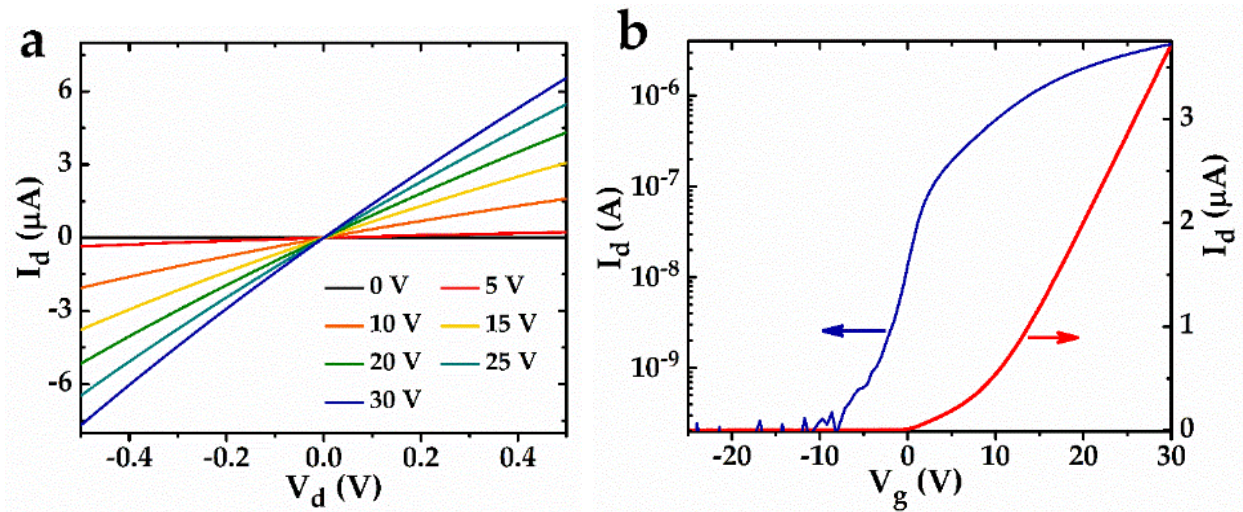 a
I_d (μA)
6
3
0
-3
-6
0 V 5 V
10 V 15 V
20 V 25 V
30 V
-0.4 -0.2 0.0 0.2 0.4
V_d (V)
b
I_d (A)
10^-6
10^-7
10^-8
10^-9
3
2
1
0
I_d (μA)
-20 -10 0 10 20 30
V_g (V)